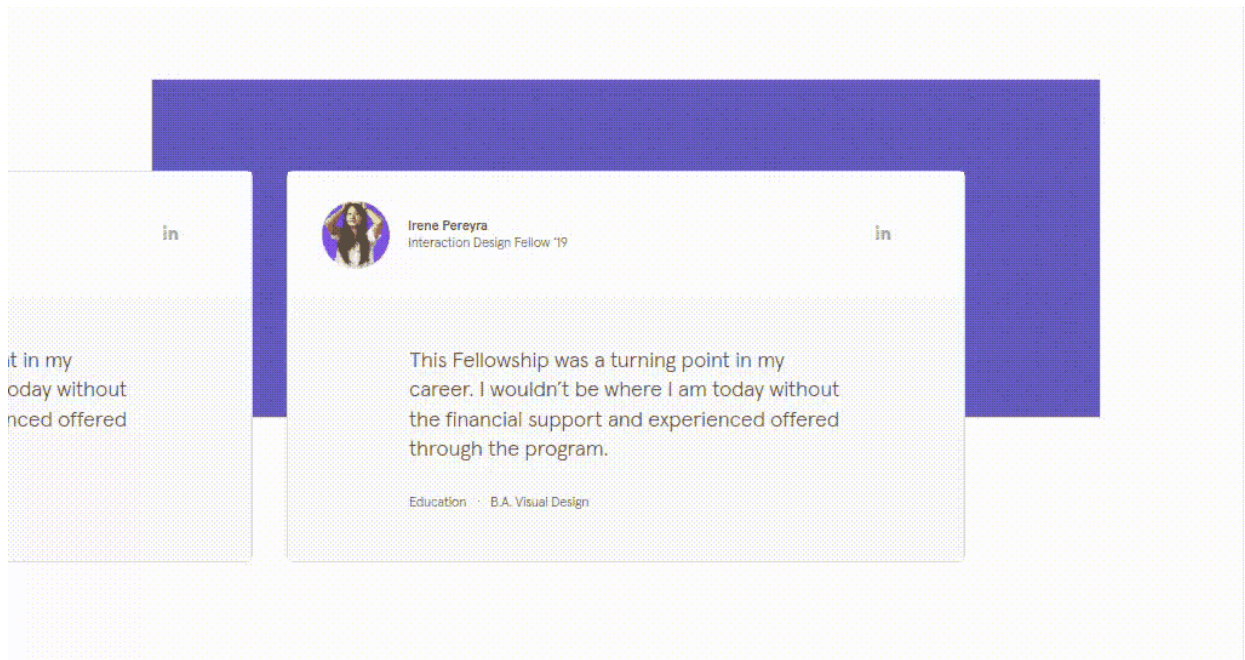 in
in
Irene Pereyra
Interaction Design Fellow '19
t in my
oday without
nced offered
This Fellowship was a turning point in my
career. I wouldn’t be where I am today without
the financial support and experienced offered
through the program.
Education · B.A. Visual Design